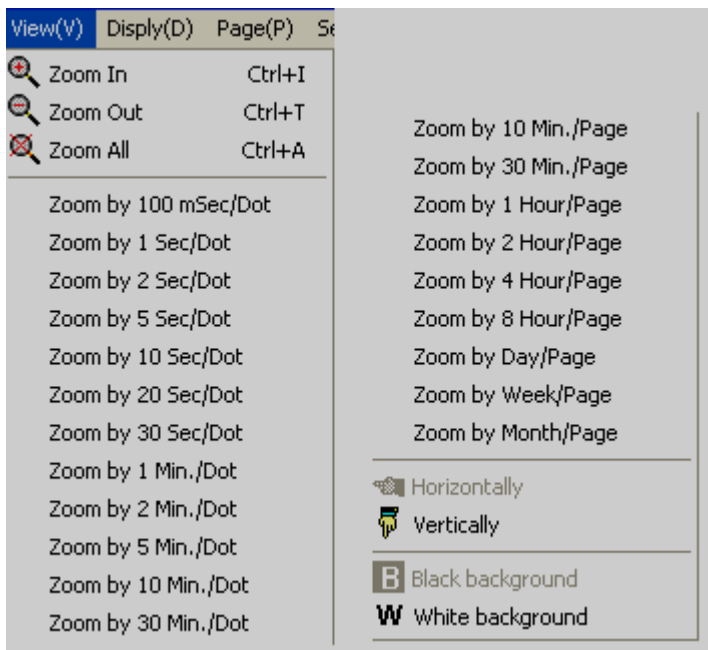 View(V) Disply(D) Page(P) Se
Zoom In Ctrl+I
Zoom Out Ctrl+T
Zoom All Ctrl+A
Zoom by 100 mSec/Dot
Zoom by 1 Sec/Dot
Zoom by 2 Sec/Dot
Zoom by 5 Sec/Dot
Zoom by 10 Sec/Dot
Zoom by 20 Sec/Dot
Zoom by 30 Sec/Dot
Zoom by 1 Min./Dot
Zoom by 2 Min./Dot
Zoom by 5 Min./Dot
Zoom by 10 Min./Dot
Zoom by 30 Min./Dot
Zoom by 10 Min./Page
Zoom by 30 Min./Page
Zoom by 1 Hour/Page
Zoom by 2 Hour/Page
Zoom by 4 Hour/Page
Zoom by 8 Hour/Page
Zoom by Day/Page
Zoom by Week/Page
Zoom by Month/Page
Horizontally
Vertically
B Black background
W White background